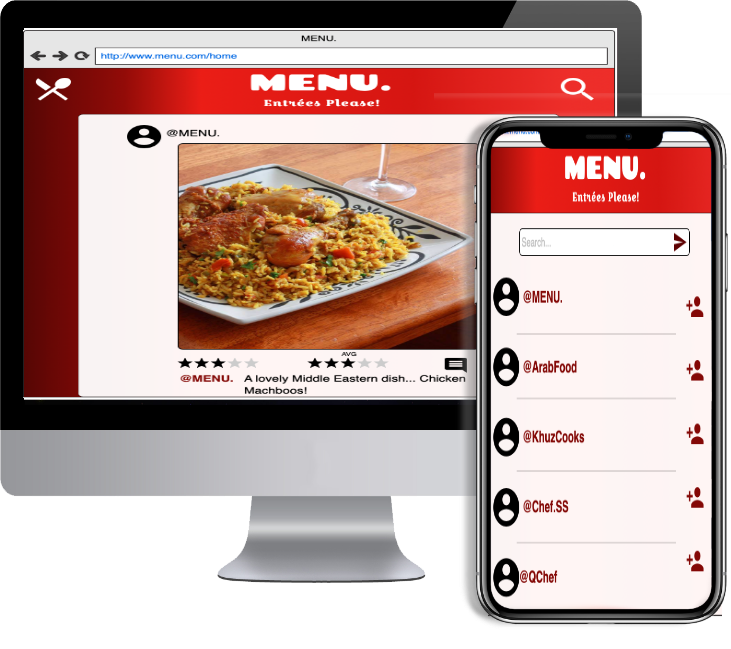 MENU.
http://www.menu.com/home
MENU.
Entrées Please!
@MENU.
AVG
@MENU. A lovely Middle Eastern dish... Chicken
Machboos!
MENU.
Entrées Please!
Search...
@MENU.
@ArabFood
@KhuzCooks
@Chef.SS
@QChef